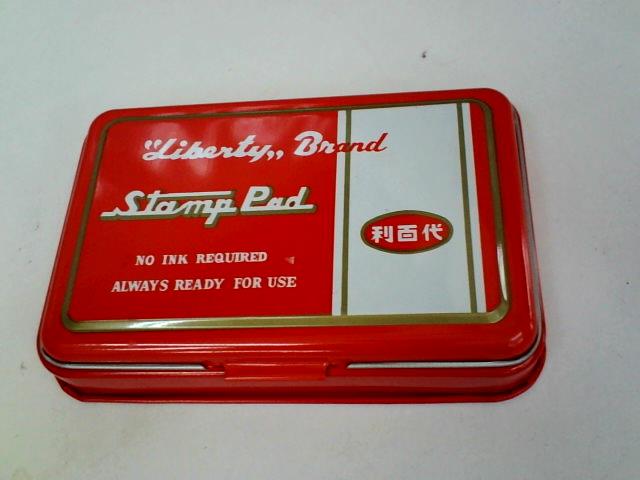 "Liberty" Brand
Stamp Pad
NO INK REQUIRED
ALWAYS READY FOR USE
利百代